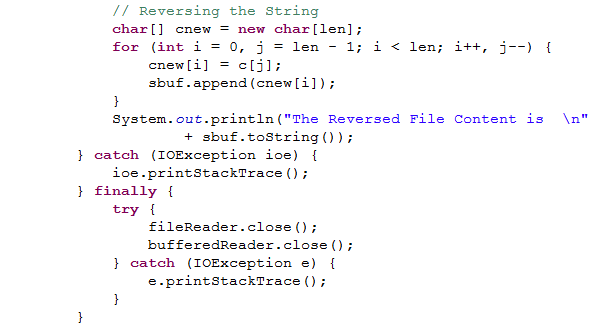 // Reversing the String
char[] cnew = new char[len];
for (int i = 0, j = len - 1; i < len; i++, j--) {
cnew[i] = c[j];
sbuf.append(cnew[i]);
}
System.out.println("The Reversed File Content is  \n"
+ sbuf.toString());
} catch (IOException ioe) {
ioe.printStackTrace();
} finally {
try {
fileReader.close();
bufferedReader.close();
} catch (IOException e) {
e.printStackTrace();
}
}